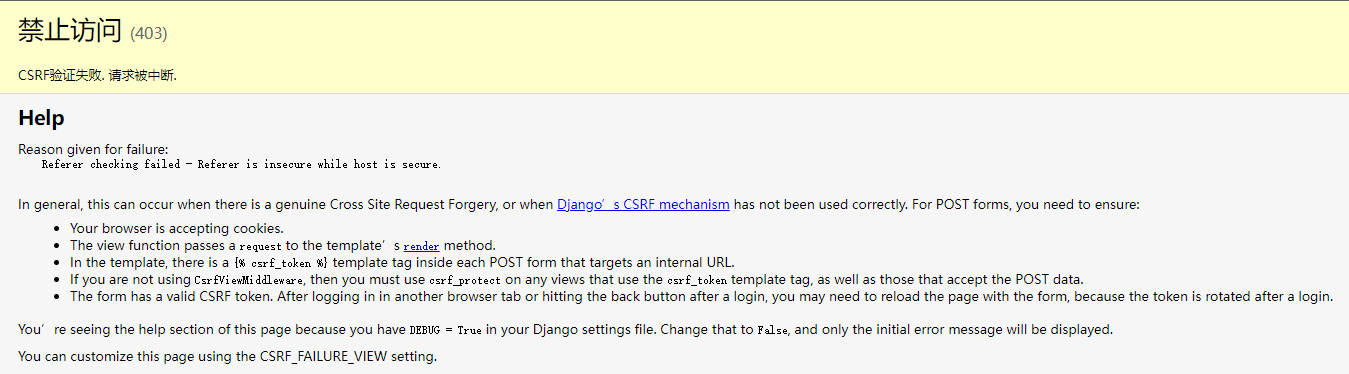 禁止访问 (403)
CSRF验证失败. 请求被中断.
Help
Reason given for failure:
Referer checking failed - Referer is insecure while host is secure.
In general, this can occur when there is a genuine Cross Site Request Forgery, or when Django's CSRF mechanism has not been used correctly. For POST forms, you need to ensure:
• Your browser is accepting cookies.
• The view function passes a request to the template's render method.
• In the template, there is a {% csrf_token %} template tag inside each POST form that targets an internal URL.
• If you are not using CsrfViewMiddleware, then you must use csrf_protect on any views that use the csrf_token template tag, as well as those that accept the POST data.
• The form has a valid CSRF token. After logging in in another browser tab or hitting the back button after a login, you may need to reload the page with the form, because the token is rotated after a login.
You're seeing the help section of this page because you have DEBUG = True in your Django settings file. Change that to False, and only the initial error message will be displayed.
You can customize this page using the CSRF_FAILURE_VIEW setting.